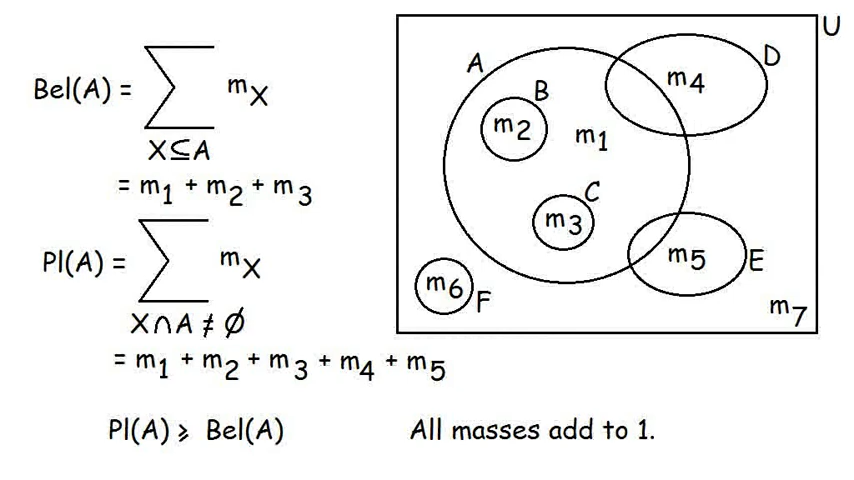 Bel(A) = ∑ mX
X⊆A
= m1 + m2 + m3
Pl(A) = ∑ mX
X∩A ≠ ∅
= m1 + m2 + m3 + m4 + m5
Pl(A) ⩾ Bel(A)
All masses add to 1.
U
A
D
m4
B
m2
m1
C
m3
m5
E
m6
F
m7